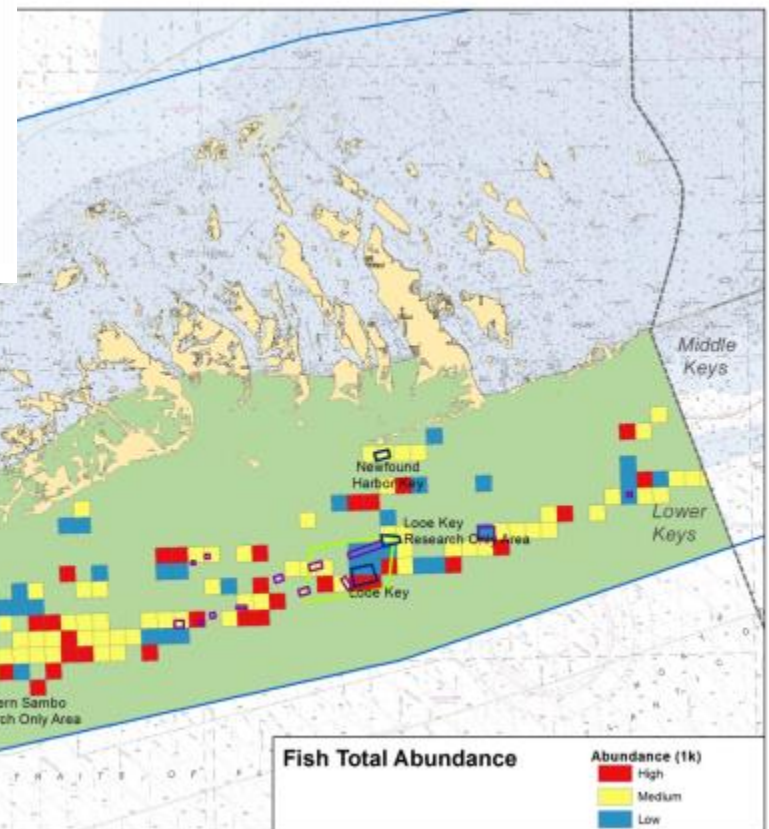 Middle
Keys
Newfound
Harbor Key
Looe Key
Research Only Area
Lower
Keys
Looe Key
ern Sambo
rch Only Area
Fish Total Abundance
Abundance (1k)
High
Medium
Low